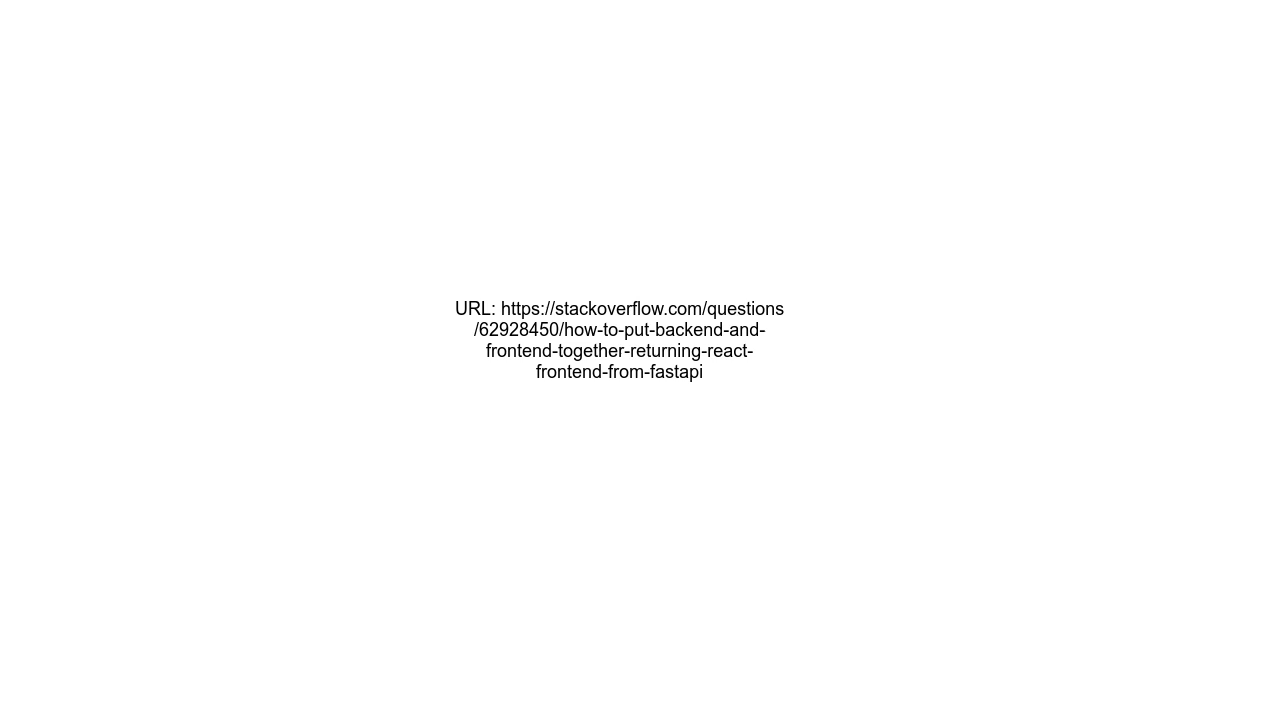 URL: https://stackoverflow.com/questions
/62928450/how-to-put-backend-and-
frontend-together-returning-react-
frontend-from-fastapi